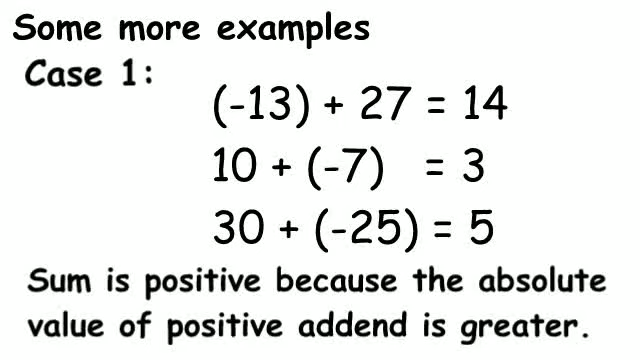 Some more examples
Case 1:
(-13) + 27 = 14
10 + (-7) = 3
30 + (-25) = 5
Sum is positive because the absolute
value of positive addend is greater.